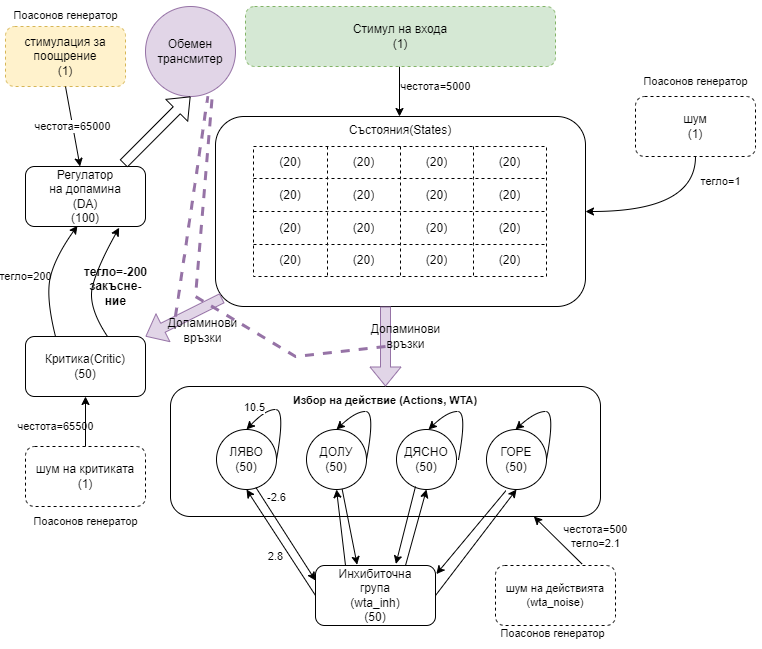 Поасонов генератор
стимулация за
поощрение
(1)
Обемен
трансмитер
Стимул на входа
(1)
честота=5000
честота=65000
Поасонов генератор
шум
(1)
тегло=1
Състояния(States)
(20) (20) (20) (20)
(20) (20) (20) (20)
(20) (20) (20) (20)
(20) (20) (20) (20)
Регулатор
на допамина
(DA)
(100)
тегло=200
тегло=-200
закъсне-
ние
Допаминови
връзки
Допаминови
връзки
Критика(Critic)
(50)
честота=65500
шум на критиката
(1)
Поасонов генератор
Избор на действие (Actions, WTA)
10.5
ЛЯВО
(50)
ДОЛУ
(50)
ДЯСНО
(50)
ГОРЕ
(50)
-2.6
2.8
честота=500
тегло=2.1
Инхибиточна
група
(wta_inh)
(50)
шум на действията
(wta_noise)
Поасонов генератор